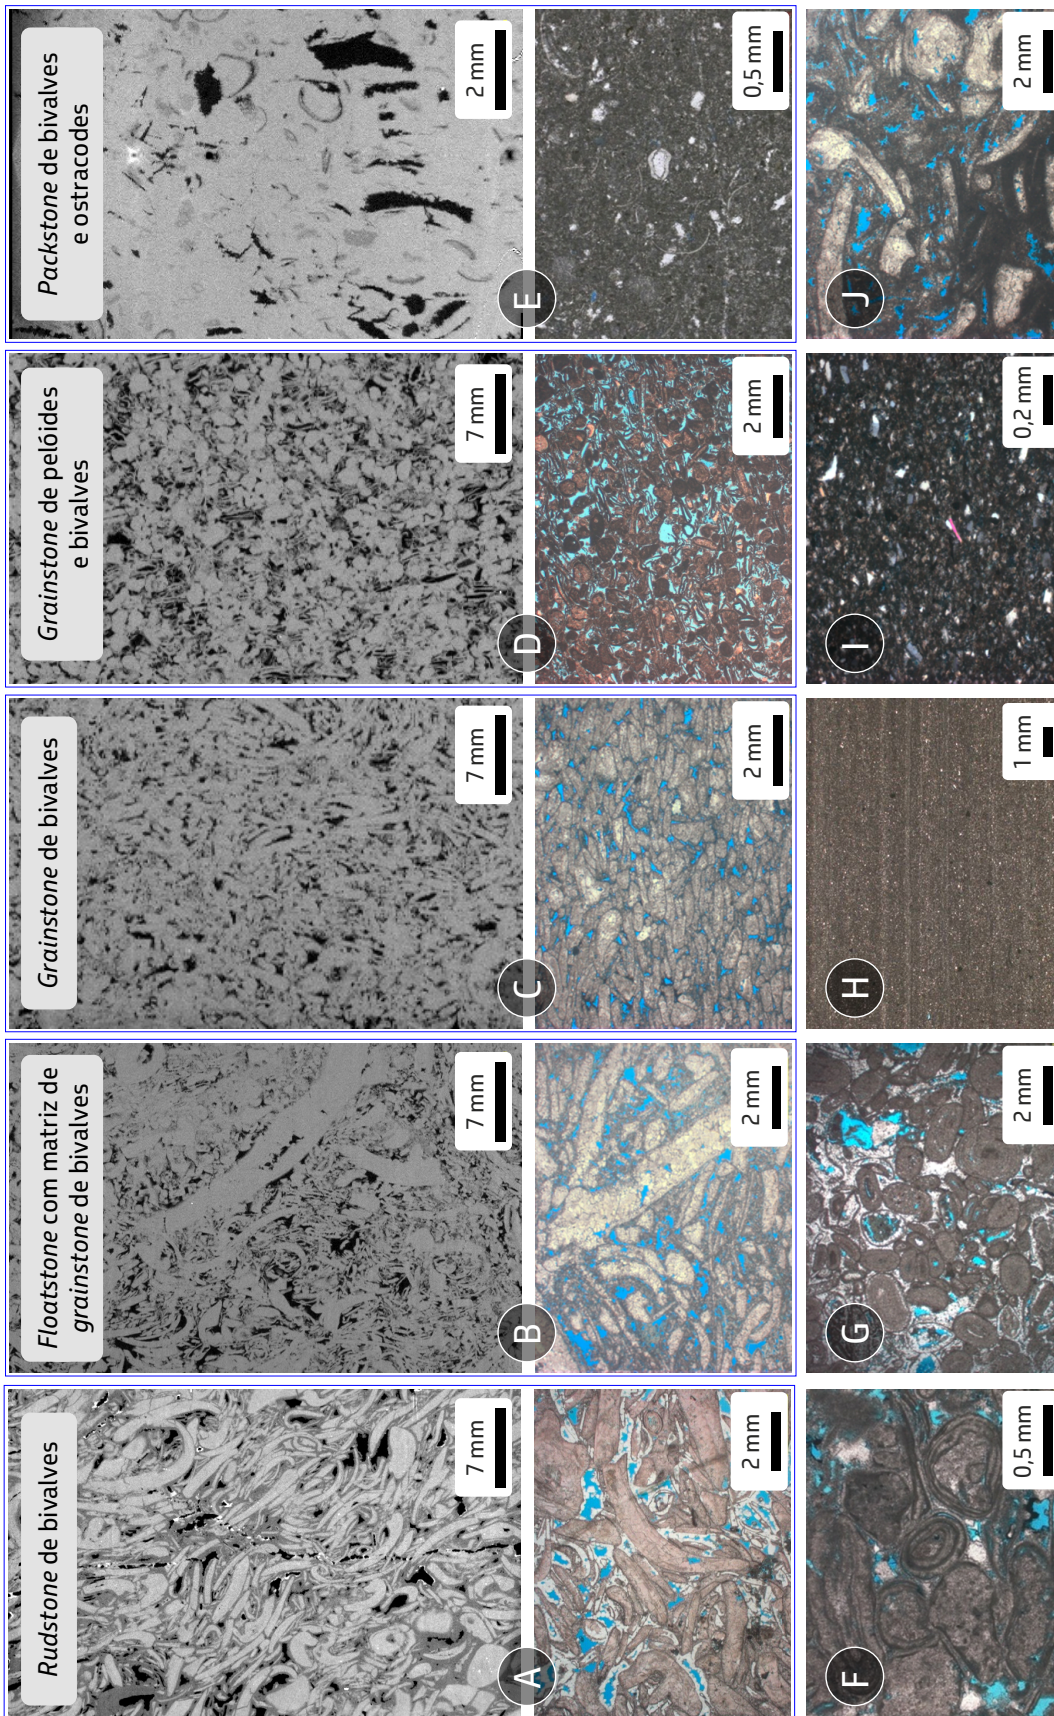 Rudstone de bivalves
7 mm
A
2 mm
Floatstone com matriz de
grainstone de bivalves
7 mm
B
2 mm
Grainstone de bivalves
7 mm
C
2 mm
Grainstone de pelóides
e bivalves
7 mm
D
2 mm
Packstone de bivalves
e ostracodes
2 mm
E
0,5 mm
F
0,5 mm
G
2 mm
H
1 mm
I
0,2 mm
J
2 mm